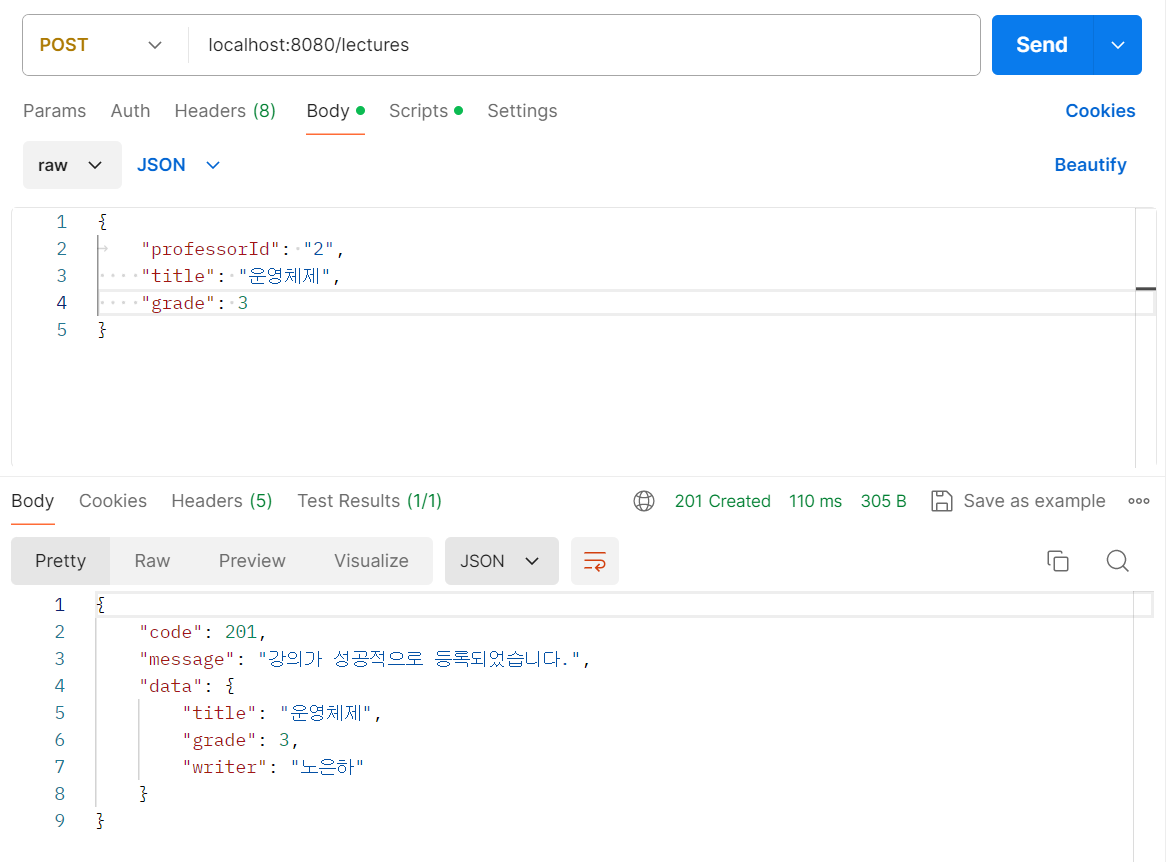 POST localhost:8080/lectures Send
Params Auth Headers (8) Body Scripts Settings Cookies
raw JSON Beautify
1 {
2 "professorId": "2",
3 "title": "운영체제",
4 "grade": 3
5 }
Body Cookies Headers (5) Test Results (1/1) 201 Created 110 ms 305 B Save as example
Pretty Raw Preview Visualize JSON
1 {
2 "code": 201,
3 "message": "강의가 성공적으로 등록되었습니다.",
4 "data": {
5 "title": "운영체제",
6 "grade": 3,
7 "writer": "노은하"
8 }
9 }